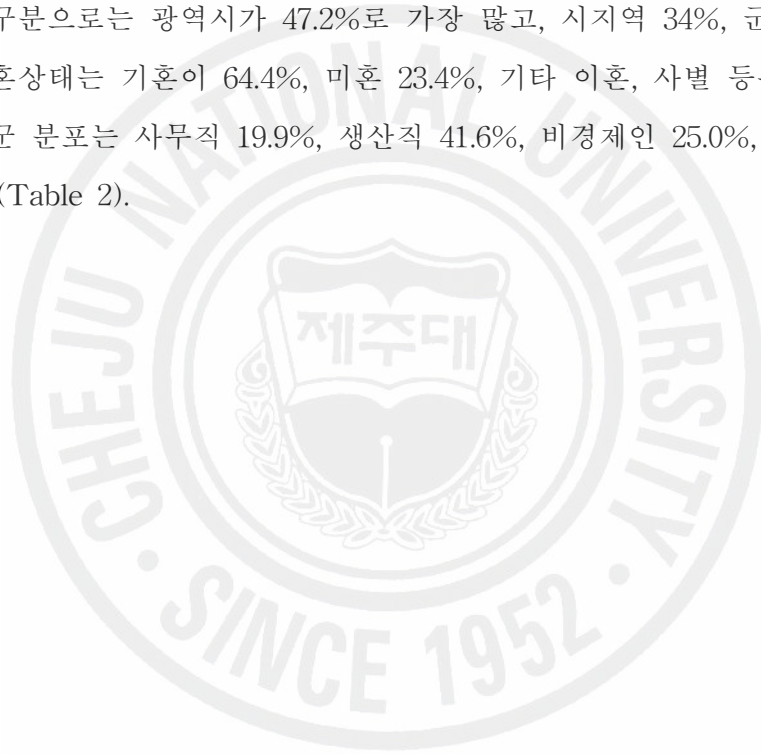 구분으로는 광역시가 47.2%로 가장 많고, 시지역 34%, 군
혼상태는 기혼이 64.4%, 미혼 23.4%, 기타 이혼, 사별 등
군 분포는 사무직 19.9%, 생산직 41.6%, 비경제인 25.0%,
(Table 2).
CHEJU NATIONAL UNIVERSITY
제주대
SINCE 1952